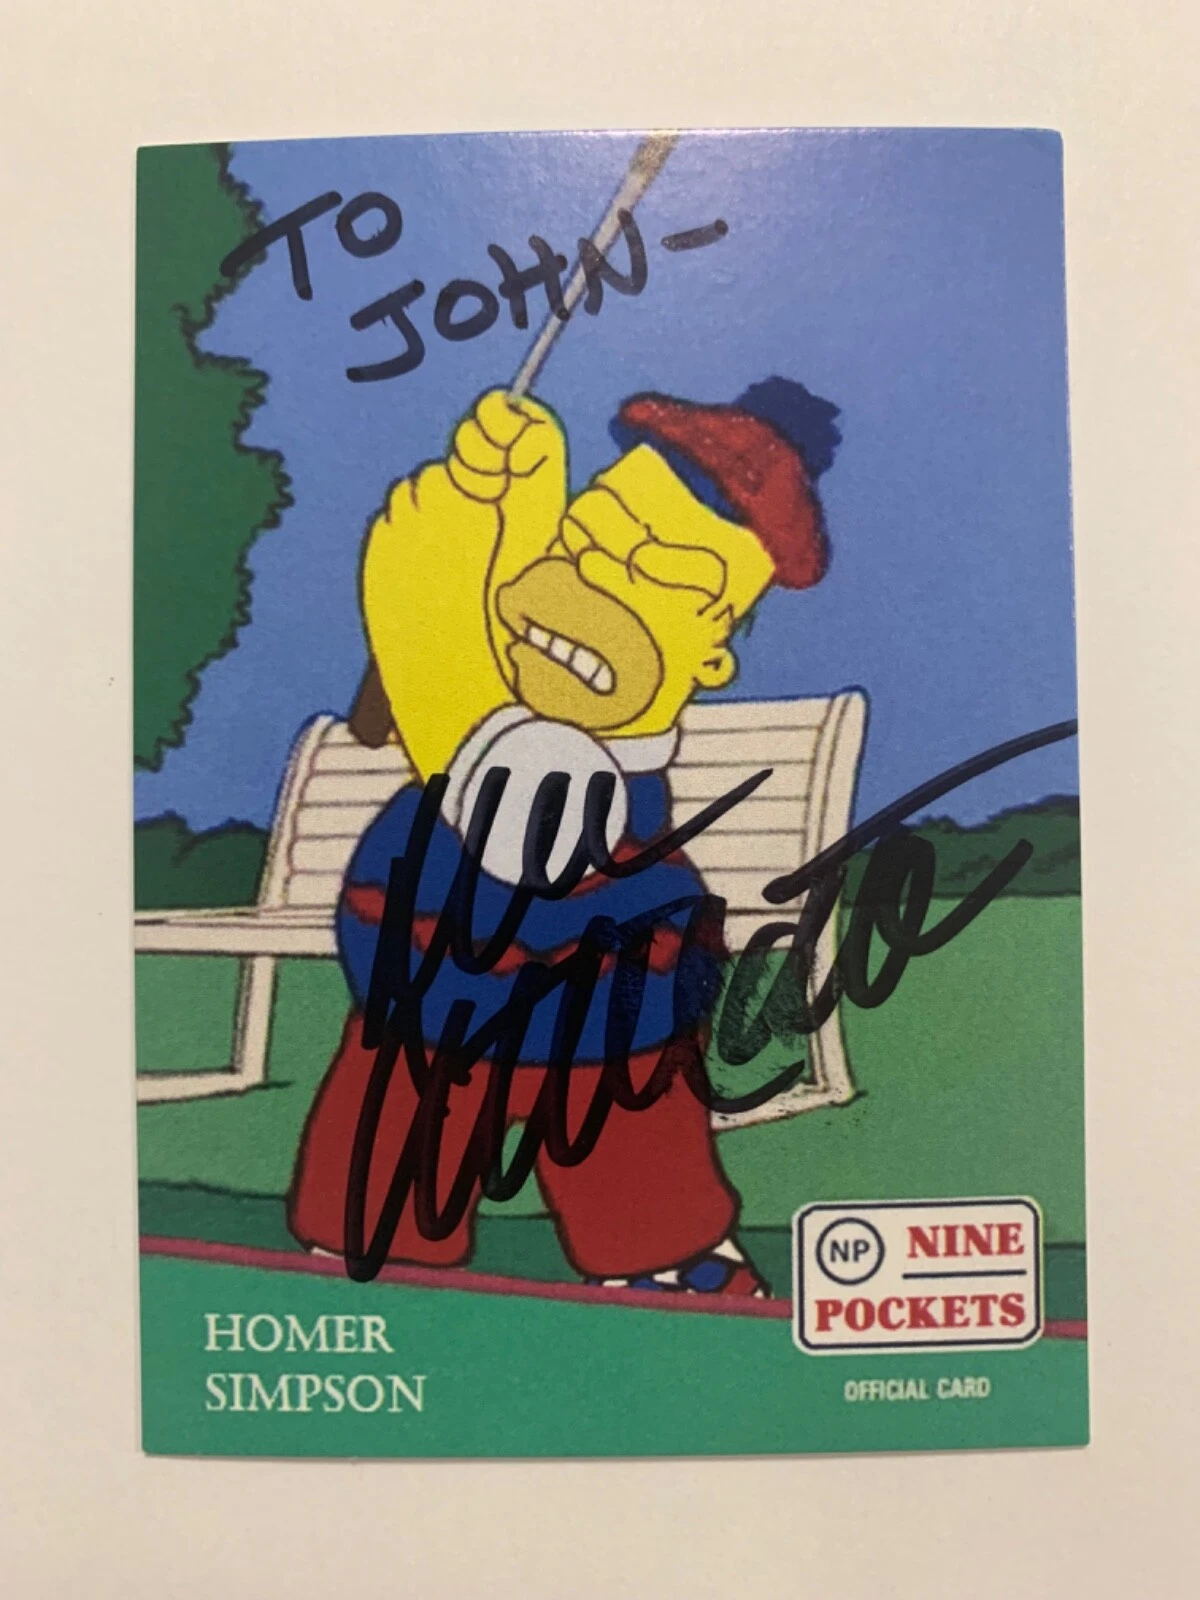 TO
JOHN-
HOMER
SIMPSON
NP NINE
POCKETS
OFFICIAL CARD